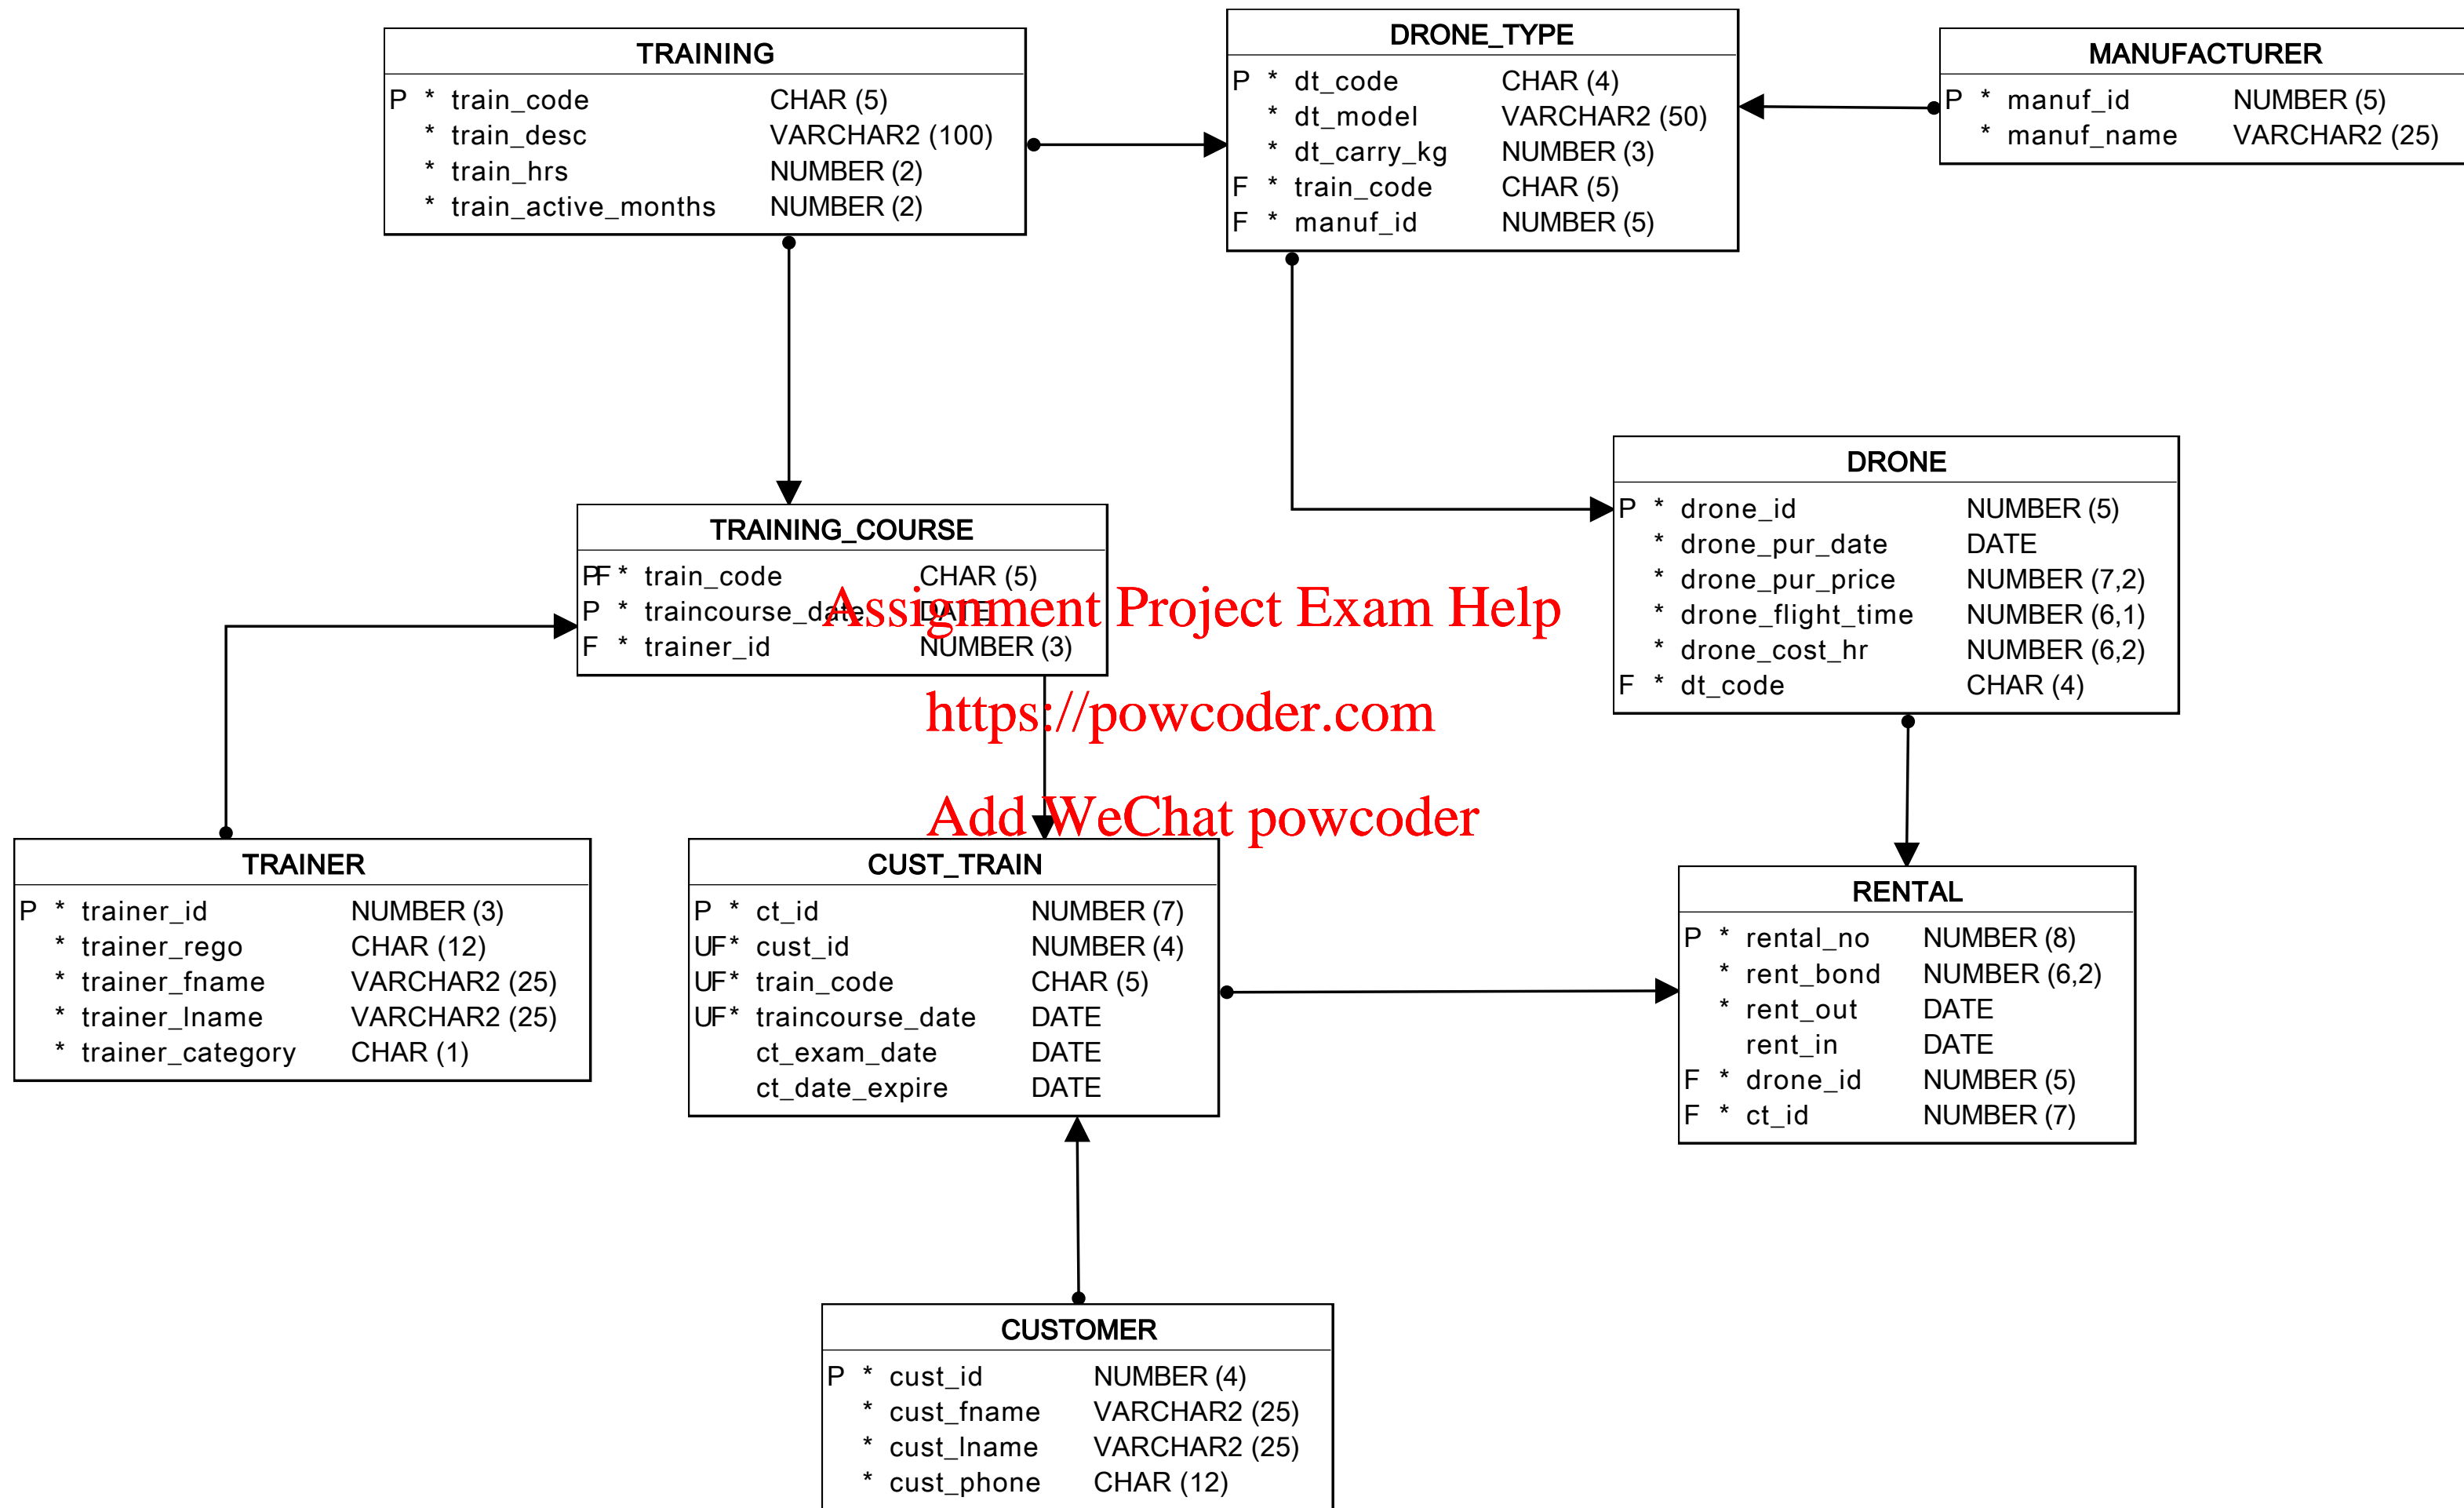 TRAINING
P * train_code CHAR (5)
* train_desc VARCHAR2 (100)
* train_hrs NUMBER (2)
* train_active_months NUMBER (2)
DRONE_TYPE
P * dt_code CHAR (4)
* dt_model VARCHAR2 (50)
* dt_carry_kg NUMBER (3)
F * train_code CHAR (5)
F * manuf_id NUMBER (5)
MANUFACTURER
P * manuf_id NUMBER (5)
* manuf_name VARCHAR2 (25)
DRONE
P * drone_id NUMBER (5)
* drone_pur_date DATE
* drone_pur_price NUMBER (7,2)
* drone_flight_time NUMBER (6,1)
* drone_cost_hr NUMBER (6,2)
F * dt_code CHAR (4)
TRAINING_COURSE
PF * train_code CHAR (5)
P * traincourse_date DATE
F * trainer_id NUMBER (3)
Assignment Project Exam Help
https://powcoder.com
Add WeChat powcoder
TRAINER
P * trainer_id NUMBER (3)
* trainer_rego CHAR (12)
* trainer_fname VARCHAR2 (25)
* trainer_lname VARCHAR2 (25)
* trainer_category CHAR (1)
CUST_TRAIN
P * ct_id NUMBER (7)
UF * cust_id NUMBER (4)
UF * train_code CHAR (5)
UF * traincourse_date DATE
ct_exam_date DATE
ct_date_expire DATE
RENTAL
P * rental_no NUMBER (8)
* rent_bond NUMBER (6,2)
* rent_out DATE
rent_in DATE
F * drone_id NUMBER (5)
F * ct_id NUMBER (7)
CUSTOMER
P * cust_id NUMBER (4)
* cust_fname VARCHAR2 (25)
* cust_lname VARCHAR2 (25)
* cust_phone CHAR (12)